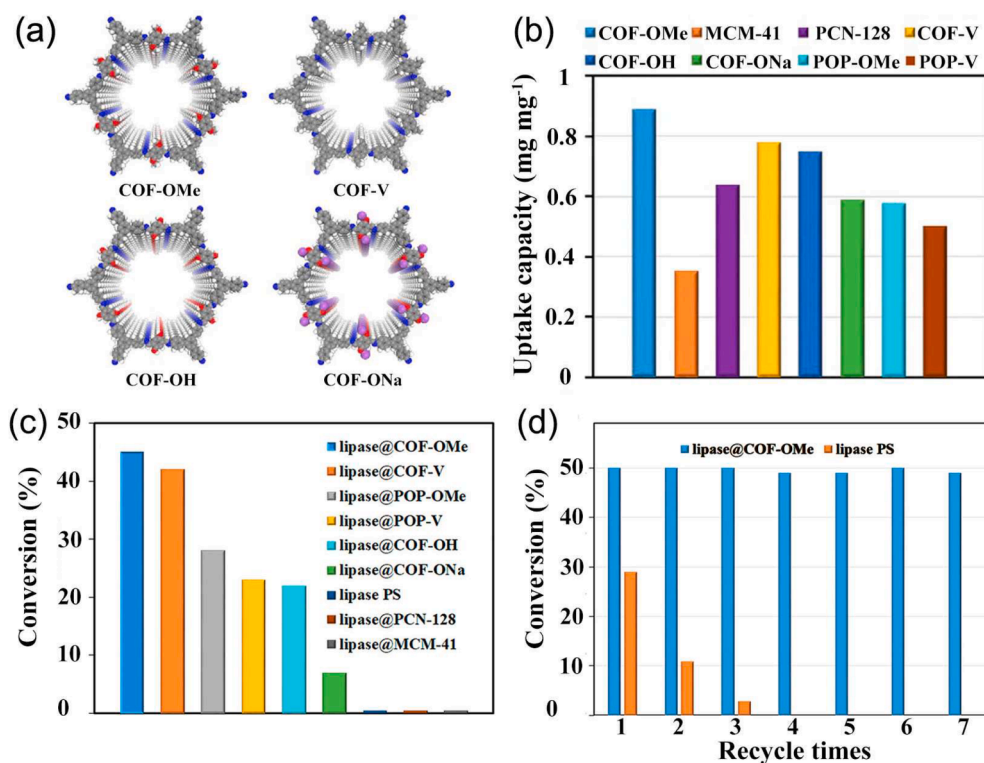 (a)
COF-OMe
COF-V
COF-OH
COF-ONa
(b)
COF-OMe MCM-41 PCN-128 COF-V
COF-OH COF-ONa POP-OMe POP-V
Uptake capacity (mg mg⁻¹)
1
0.8
0.6
0.4
0.2
0
(c)
Conversion (%)
50
40
30
20
10
0
lipase@COF-OMe
lipase@COF-V
lipase@POP-OMe
lipase@POP-V
lipase@COF-OH
lipase@COF-ONa
lipase PS
lipase@PCN-128
lipase@MCM-41
(d)
lipase@COF-OMe lipase PS
Conversion (%)
50
40
30
20
10
0
1 2 3 4 5 6 7
Recycle times